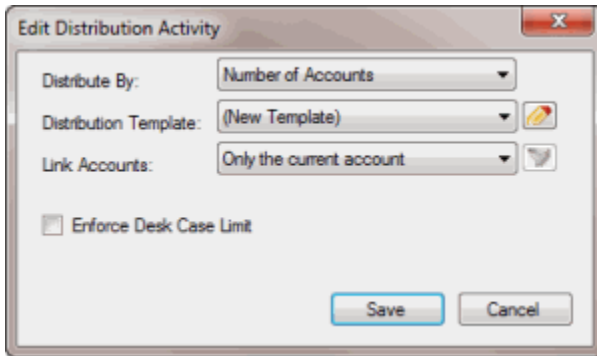 Edit Distribution Activity
Distribute By: Number of Accounts
Distribution Template: (New Template)
Link Accounts: Only the current account
Enforce Desk Case Limit
Save Cancel